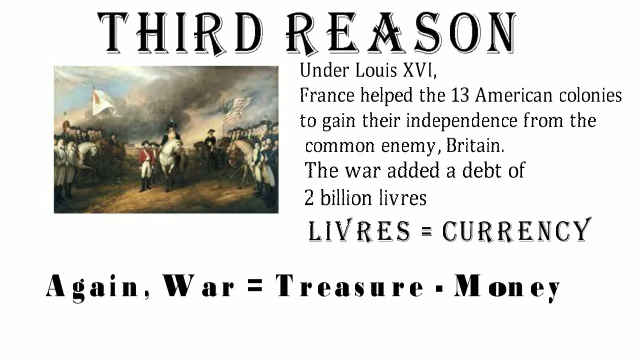 THIRD REASON
Under Louis XVI,
France helped the 13 American colonies
to gain their independence from the
common enemy, Britain.
The war added a debt of
2 billion livres
LIVRES = CURRENCY
Again, War = Treasure - Money